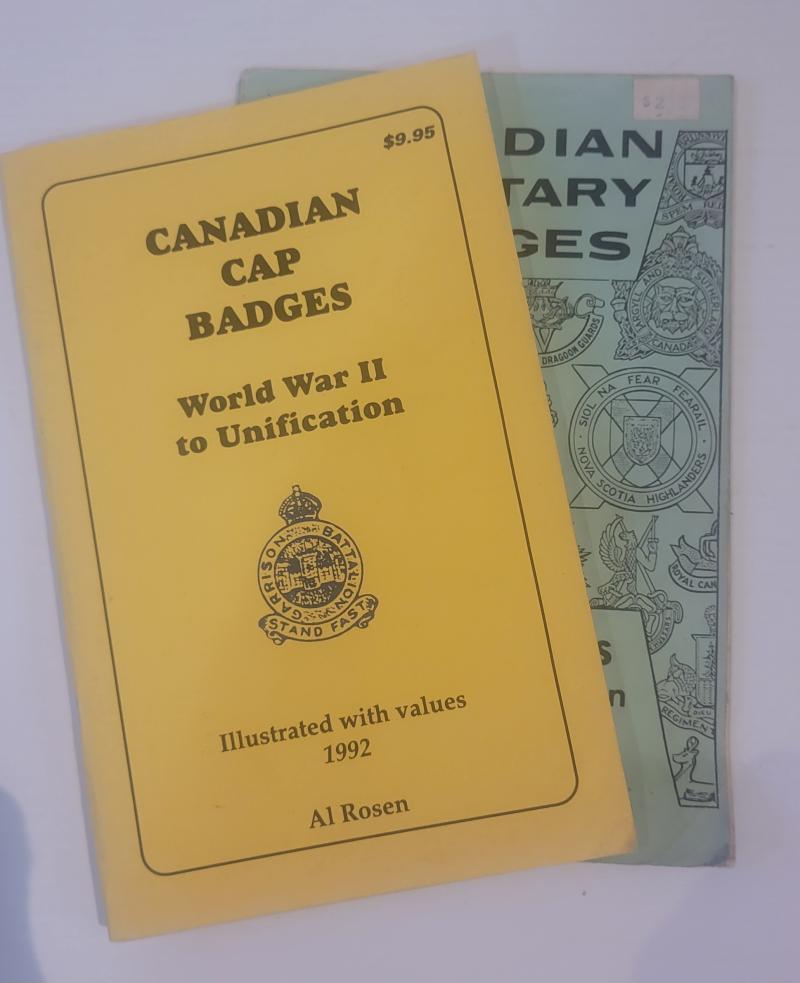 $9.95
CANADIAN
CAP
BADGES
World War II
to Unification
GARRISON BATTALION
STAND FAST
Illustrated with values
1992
Al Rosen
$2
DIAN
TARY
GES
DRAGOON GUARDS
ARGYLL AND SUTHERLAND
CANADA
SIOL NA FEAR FEARAIL
NOVA SCOTIA HIGHLANDERS
ROYAL CAN
HUSSARS
REGIMENT
S
n